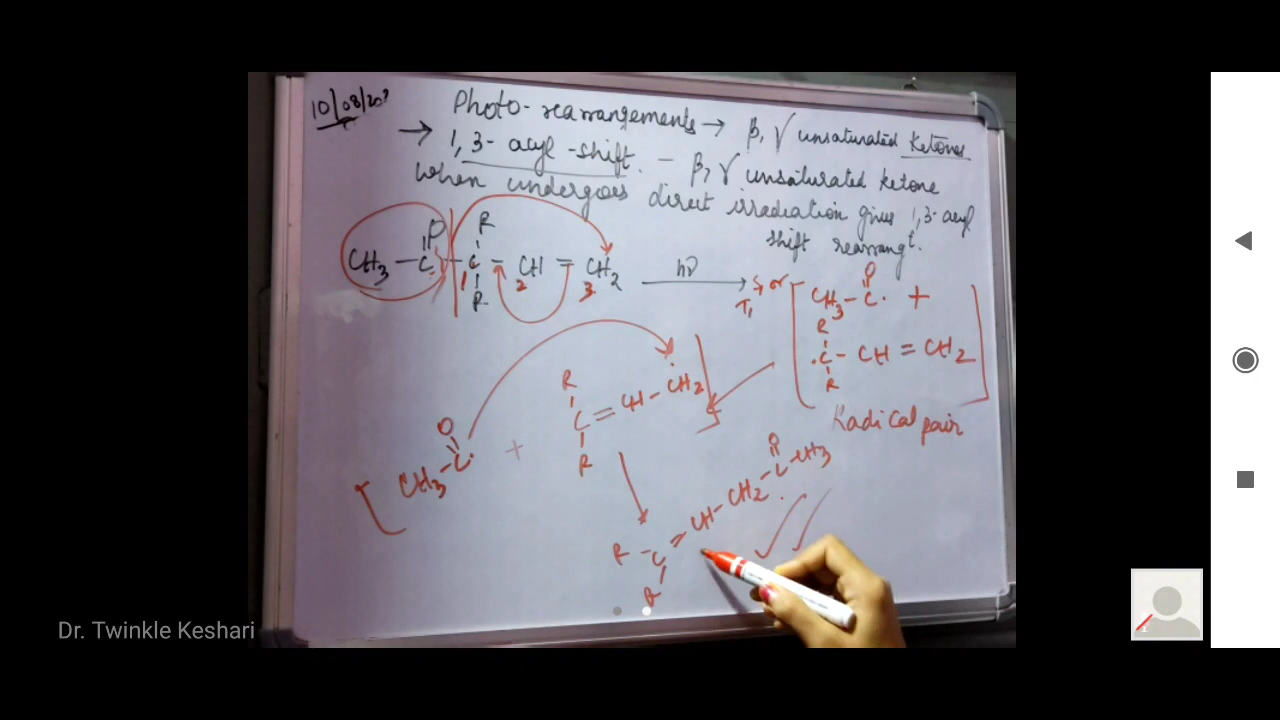 10/08/20
Photo-rearrangements → β,γ unsaturated Ketones
→ 1,3-acyl-shift. – β,γ unsaturated ketone
when undergoes direct irradiation gives 1,3-acyl
shift rearrangt.
O R
CH3 – C – C – CH = CH2 hν
1 2 3
R
S1 or T1
O
CH3 – C· +
R
·C – CH = CH2
R
Radical pair
O
CH3 – C· +
R
C = CH – ĊH2
R
O
R – C = CH – CH2 – C – CH3
R
Dr. Twinkle Keshari